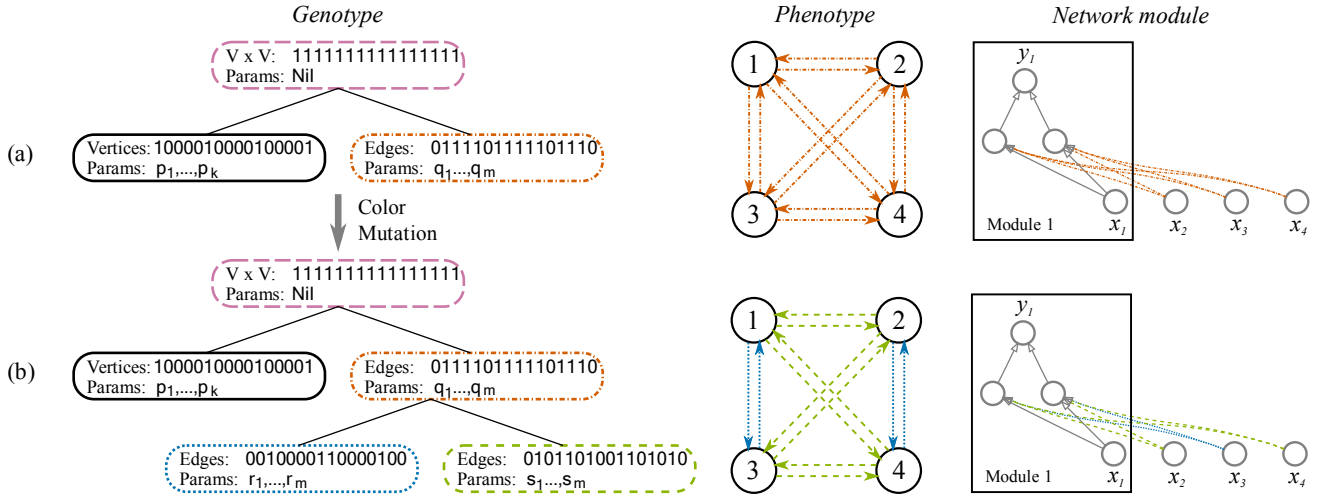 Genotype
Phenotype
Network module
(a)
V x V: 1111111111111111
Params: Nil
Vertices:1000010000100001
Params: p1,...,pk
Edges: 0111101111101110
Params: q1...,qm
Color
Mutation
1
2
3
4
y1
Module 1
x1
x2
x3
x4
(b)
V x V: 1111111111111111
Params: Nil
Vertices:1000010000100001
Params: p1,...,pk
Edges: 0111101111101110
Params: q1...,qm
Edges: 0010000110000100
Params: r1,...,rm
Edges: 0101101001101010
Params: s1...,sm
1
2
3
4
y1
Module 1
x1
x2
x3
x4